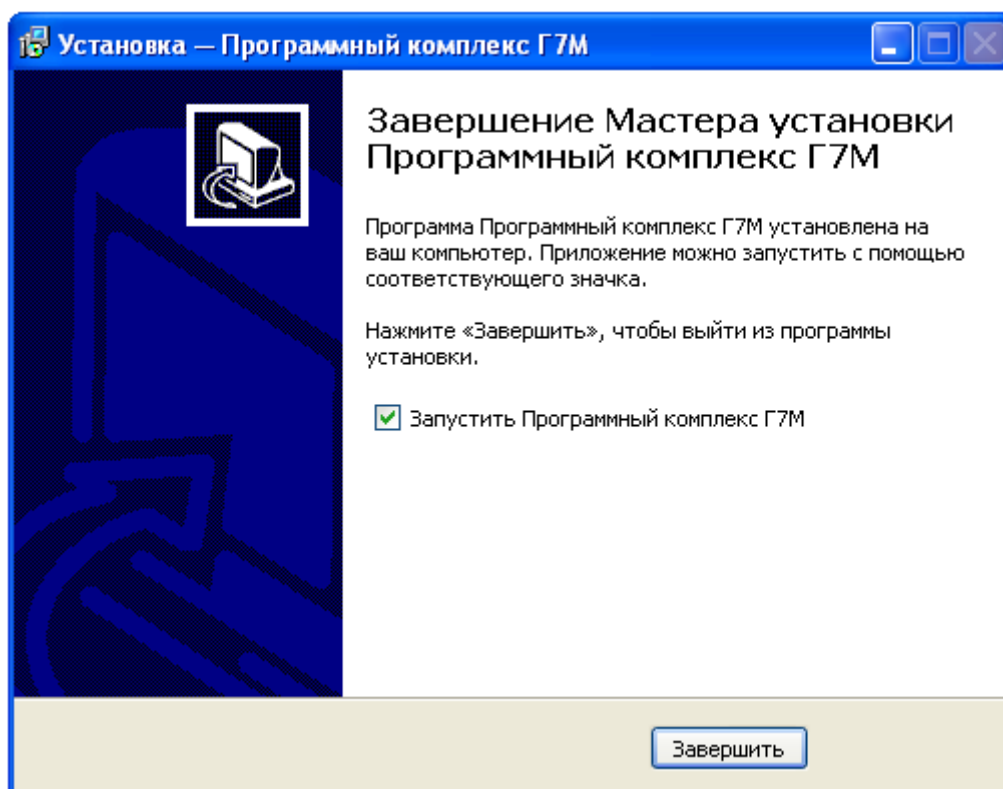 Установка — Программный комплекс Г7М
Завершение Мастера установки
Программный комплекс Г7М
Программа Программный комплекс Г7М установлена на
ваш компьютер. Приложение можно запустить с помощью
соответствующего значка.
Нажмите «Завершить», чтобы выйти из программы
установки.
Запустить Программный комплекс Г7М
Завершить